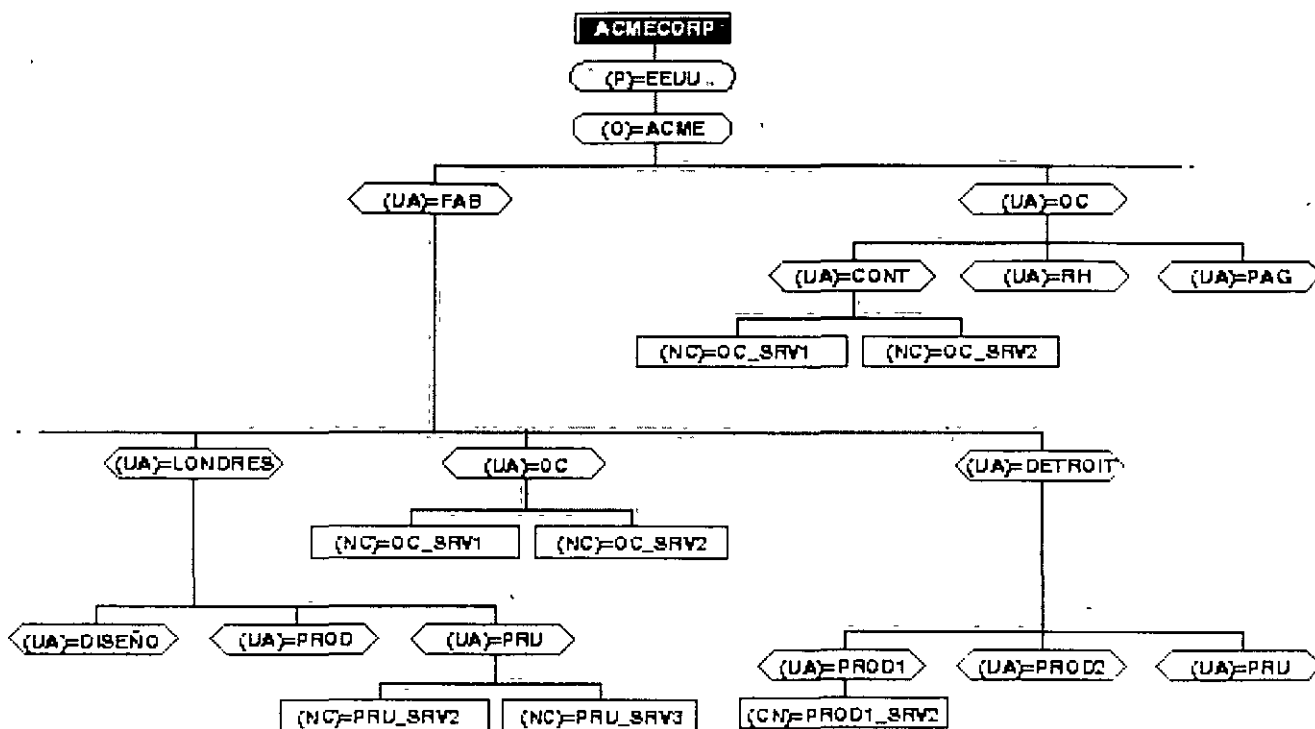 ACMECORP
(P)=EEUU
(O)=ACME
(UA)=FAB
(UA)=OC
(UA)=CONT
(UA)=RH
(UA)=PAG
(NC)=OC_SRV1
(NC)=OC_SRV2
(UA)=LONDRES
(UA)=OC
(UA)=DETROIT
(NC)=OC_SRV1
(NC)=OC_SRV2
(UA)=DISEÑO
(UA)=PROD
(UA)=PRU
(UA)=PROD1
(UA)=PROD2
(UA)=PRU
(NC)=PRU_SRV2
(NC)=PRU_SRV3
(CN)=PROD1_SRV2